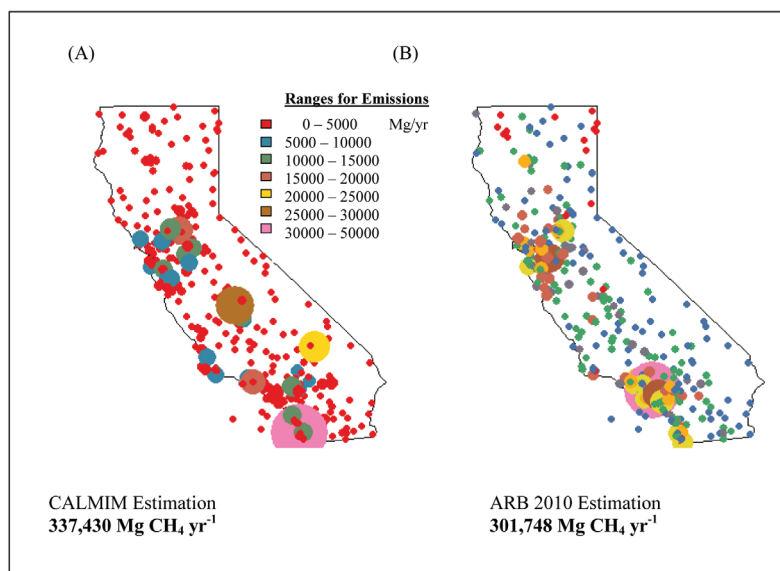 (A)
(B)
Ranges for Emissions
0 – 5000 Mg/yr
5000 – 10000
10000 – 15000
15000 – 20000
20000 – 25000
25000 – 30000
30000 – 50000
CALMIM Estimation
337,430 Mg CH₄ yr⁻¹
ARB 2010 Estimation
301,748 Mg CH₄ yr⁻¹